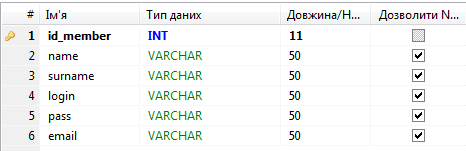 # Ім'я Тип даних Довжина/Н... Дозволити N...
1 id_member INT 11
2 name VARCHAR 50
3 surname VARCHAR 50
4 login VARCHAR 50
5 pass VARCHAR 50
6 email VARCHAR 50